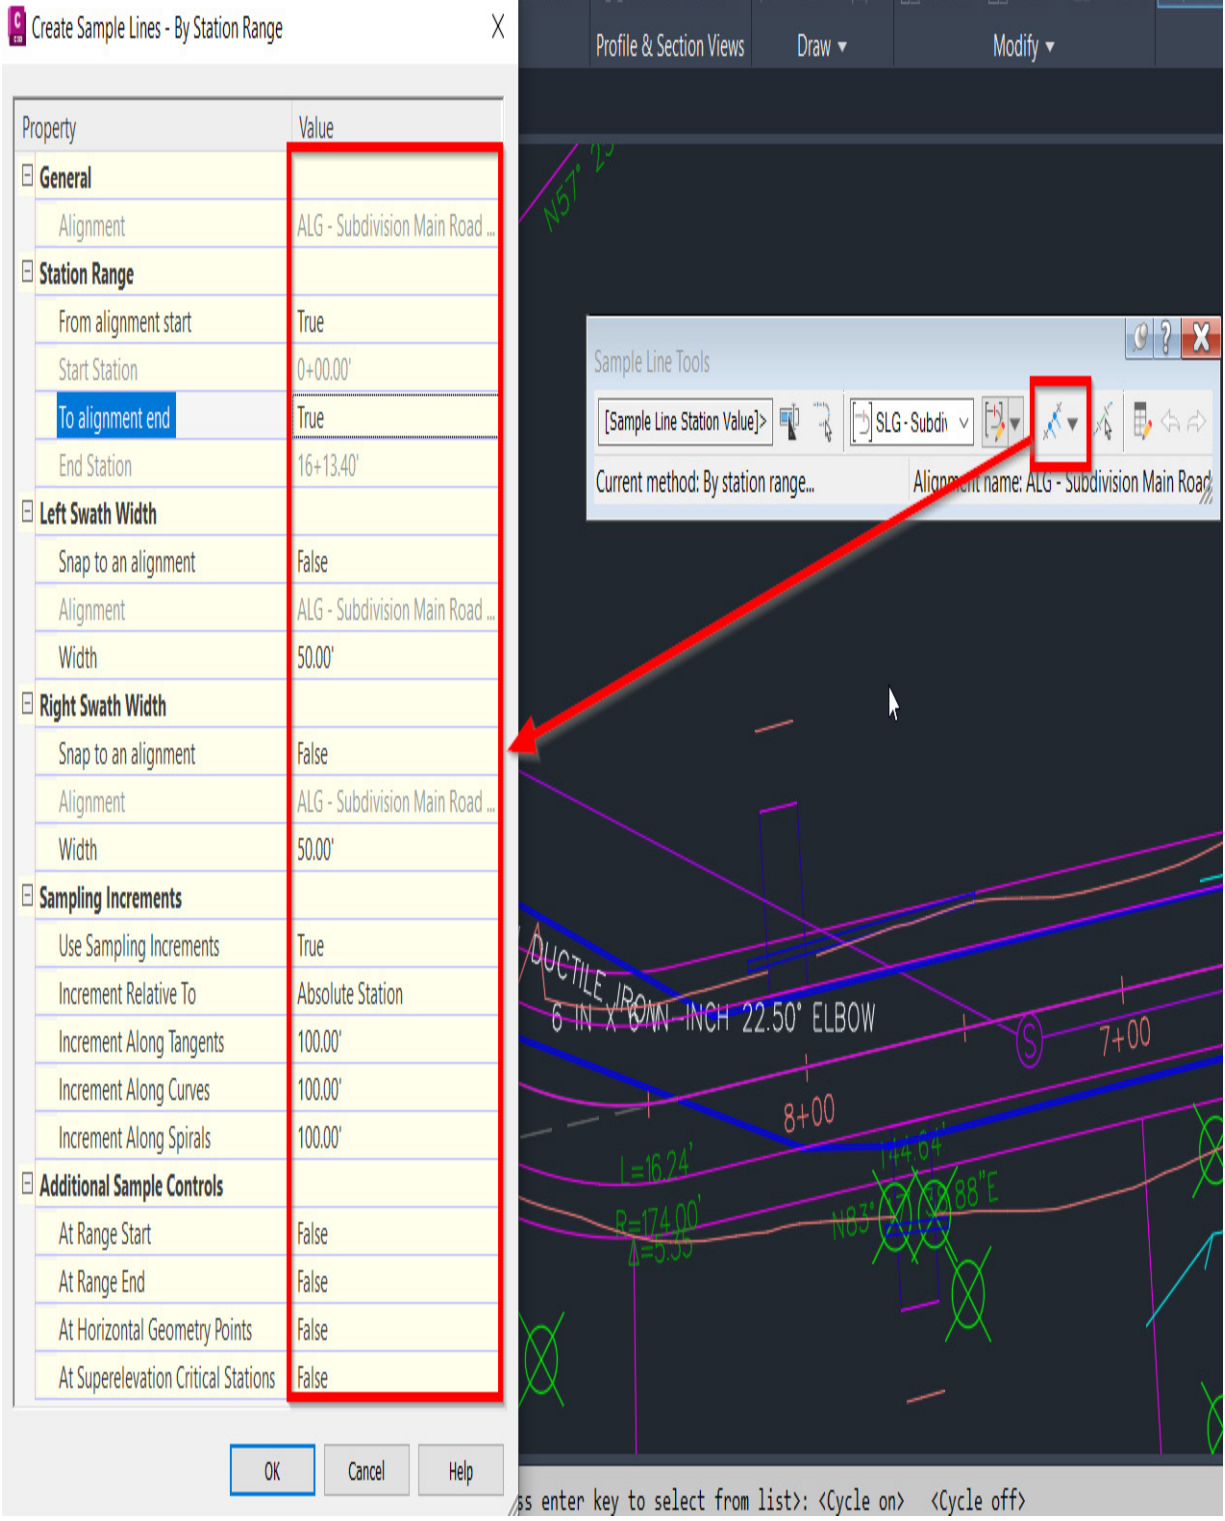 Create Sample Lines - By Station Range
Property Value
General
Alignment ALG - Subdivision Main Road ...
Station Range
From alignment start True
Start Station 0+00.00'
To alignment end True
End Station 16+13.40'
Left Swath Width
Snap to an alignment False
Alignment ALG - Subdivision Main Road ...
Width 50.00'
Right Swath Width
Snap to an alignment False
Alignment ALG - Subdivision Main Road ...
Width 50.00'
Sampling Increments
Use Sampling Increments True
Increment Relative To Absolute Station
Increment Along Tangents 100.00'
Increment Along Curves 100.00'
Increment Along Spirals 100.00'
Additional Sample Controls
At Range Start False
At Range End False
At Horizontal Geometry Points False
At Superelevation Critical Stations False
OK Cancel Help
Profile & Section Views Draw Modify
N57°
Sample Line Tools
[Sample Line Station Value]> SLG - Subdiv
Current method: By station range... Alignment name: ALG - Subdivision Main Road
DUCTILE IRON
6 IN X 6 IN-INCH 22.50° ELBOW
S
7+00
8+00
L=16.24'
R=174.00'
Δ=5.35
144.64'
N83° 88"E
ss enter key to select from list>: <Cycle on> <Cycle off>